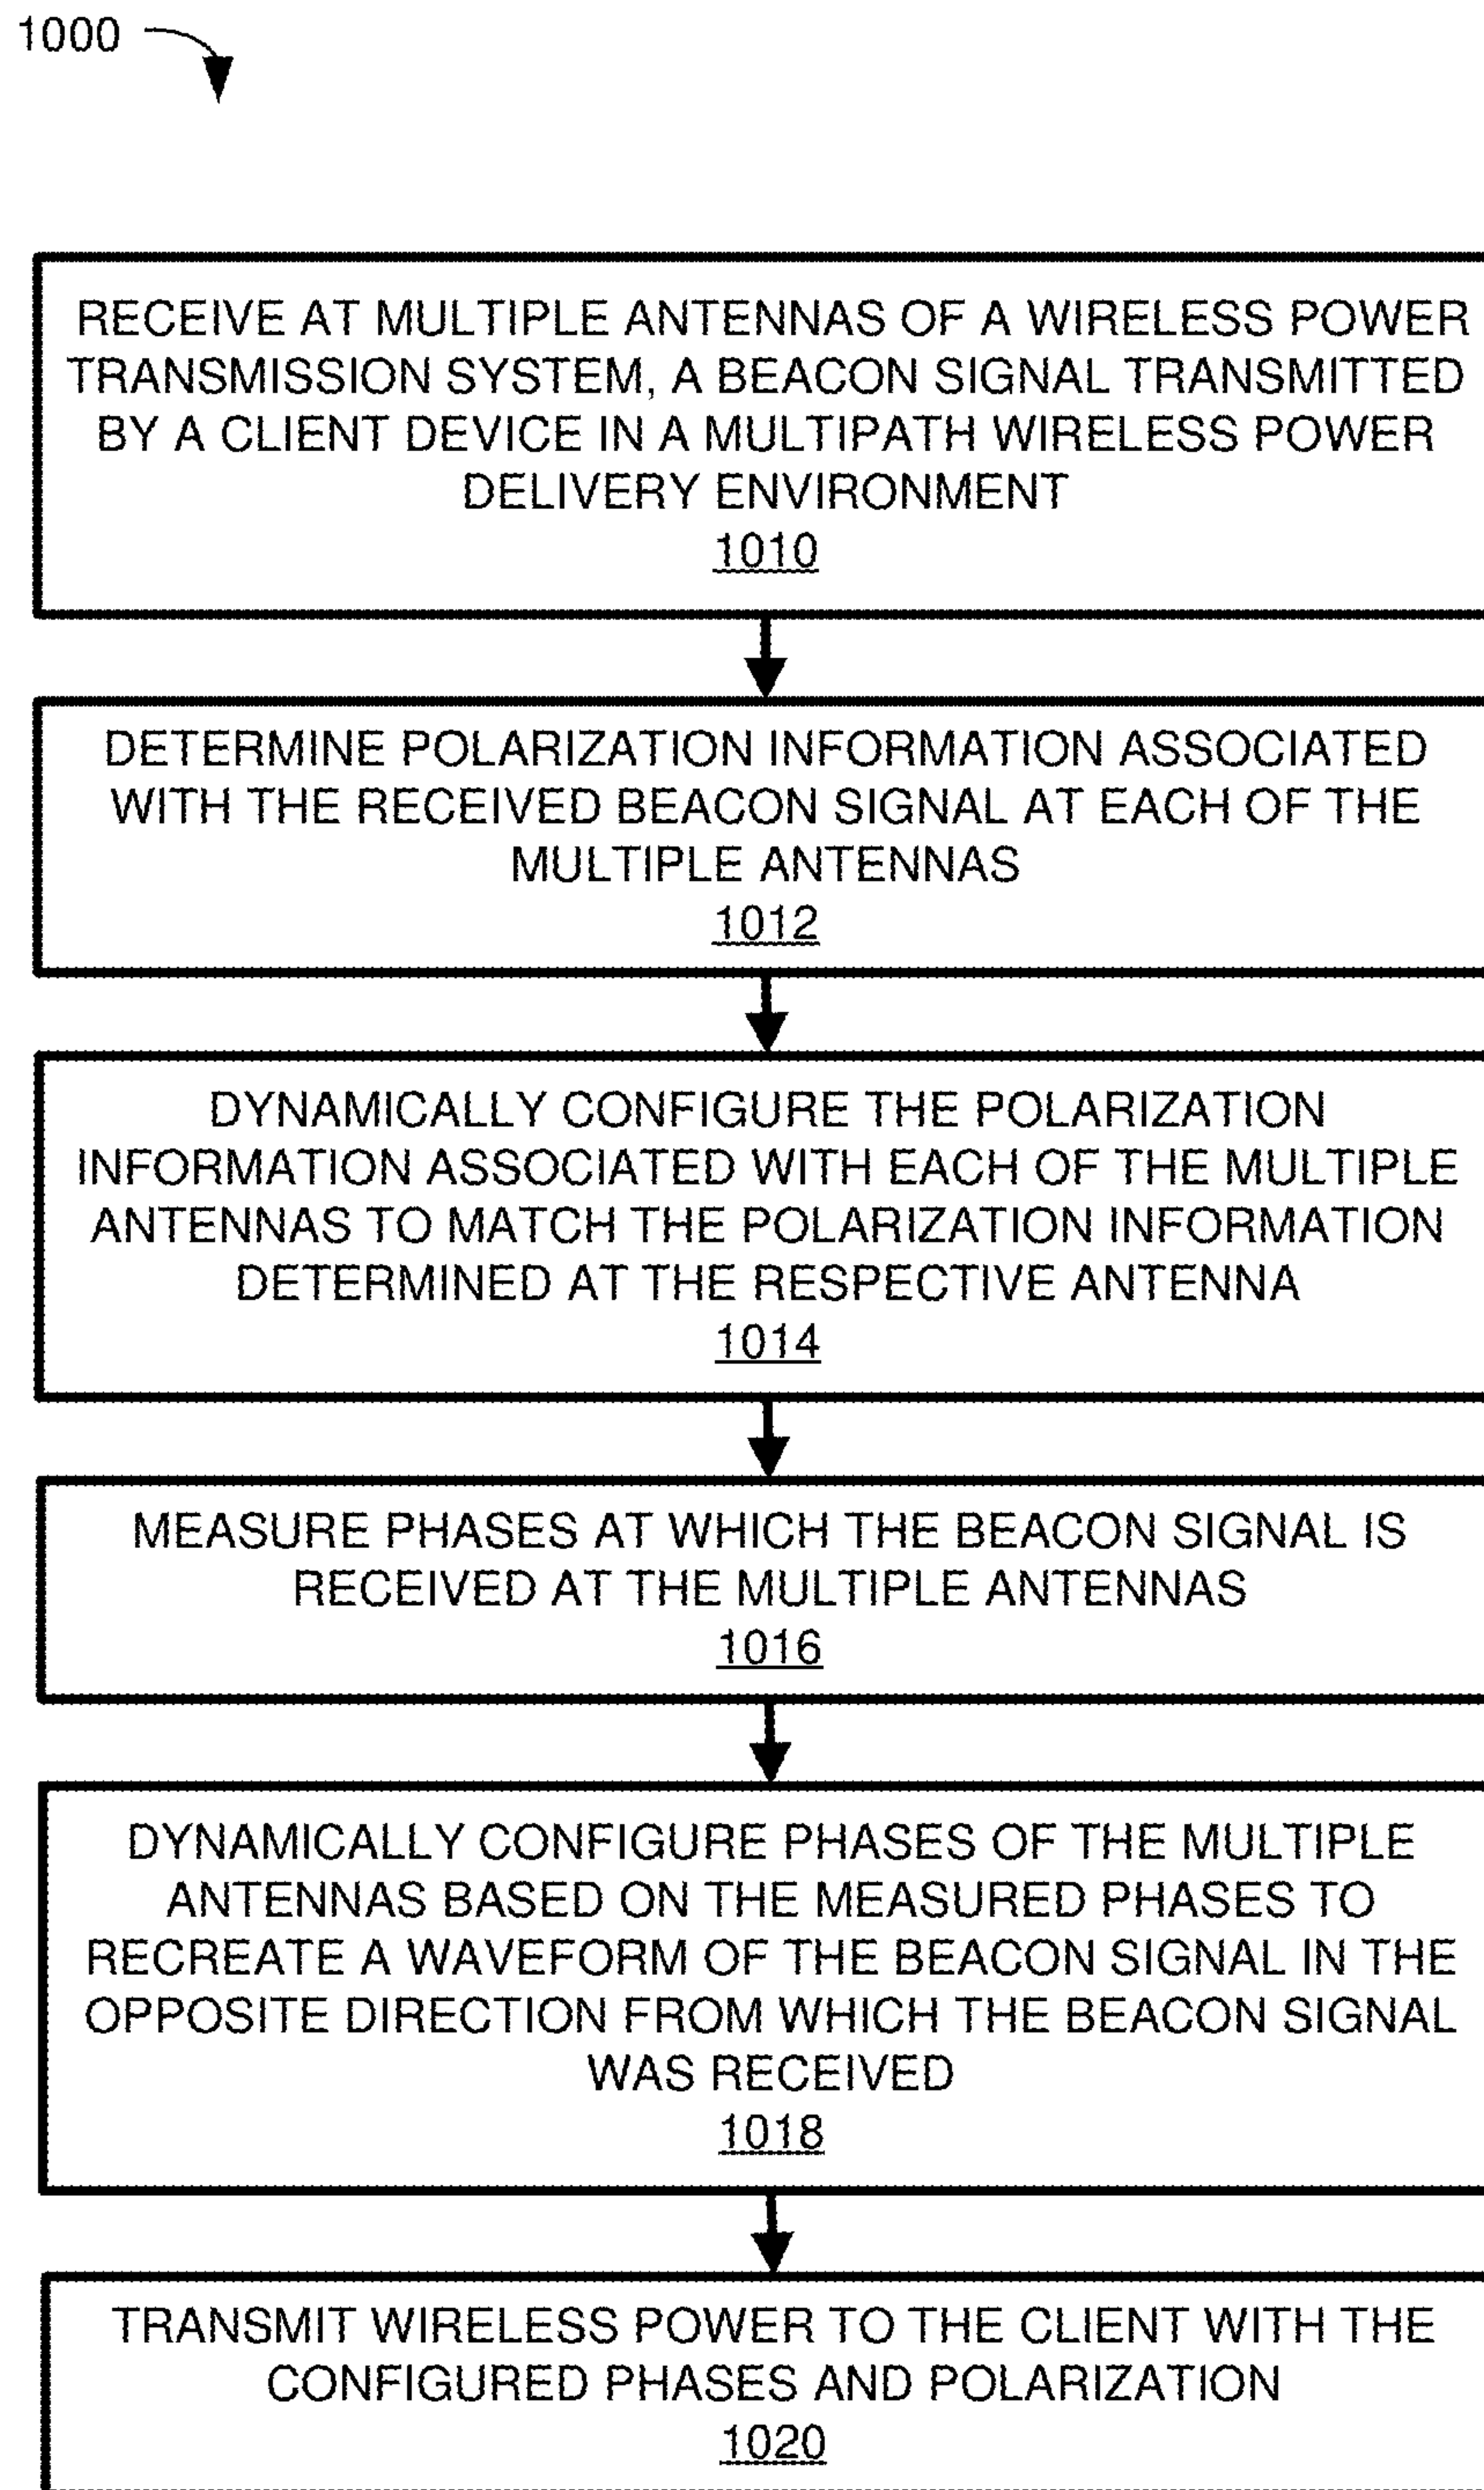 1000
RECEIVE AT MULTIPLE ANTENNAS OF A WIRELESS POWER
TRANSMISSION SYSTEM, A BEACON SIGNAL TRANSMITTED
BY A CLIENT DEVICE IN A MULTIPATH WIRELESS POWER
DELIVERY ENVIRONMENT
1010
DETERMINE POLARIZATION INFORMATION ASSOCIATED
WITH THE RECEIVED BEACON SIGNAL AT EACH OF THE
MULTIPLE ANTENNAS
1012
DYNAMICALLY CONFIGURE THE POLARIZATION
INFORMATION ASSOCIATED WITH EACH OF THE MULTIPLE
ANTENNAS TO MATCH THE POLARIZATION INFORMATION
DETERMINED AT THE RESPECTIVE ANTENNA
1014
MEASURE PHASES AT WHICH THE BEACON SIGNAL IS
RECEIVED AT THE MULTIPLE ANTENNAS
1016
DYNAMICALLY CONFIGURE PHASES OF THE MULTIPLE
ANTENNAS BASED ON THE MEASURED PHASES TO
RECREATE A WAVEFORM OF THE BEACON SIGNAL IN THE
OPPOSITE DIRECTION FROM WHICH THE BEACON SIGNAL
WAS RECEIVED
1018
TRANSMIT WIRELESS POWER TO THE CLIENT WITH THE
CONFIGURED PHASES AND POLARIZATION
1020